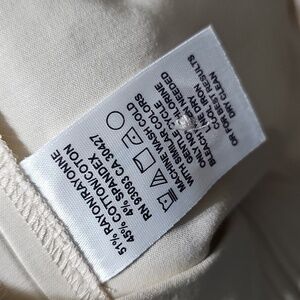 51% RAYON/RAYONNE
45% COTTON/COTON
4% SPANDEX
RN 93093 CA 30427
MACHINE WASH COLD
WITH SIMILAR COLORS
GENTLE CYCLE
ONLY NON CHLORINE
BLEACH WHEN NEEDED
COOL IRON
OR FOR BEST RESULTS
DRY CLEAN